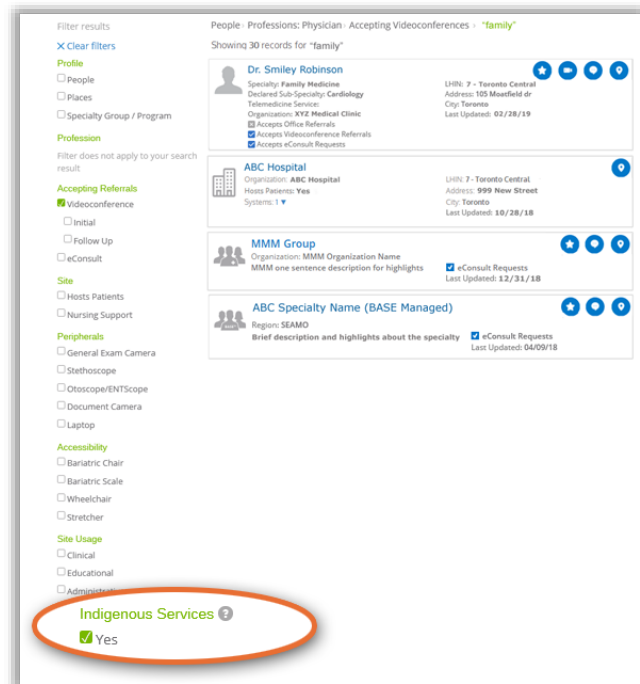 Filter results
X Clear filters
Profile
People
Places
Specialty Group / Program
Profession
Filter does not apply to your search
result
Accepting Referrals
Videoconference
Initial
Follow Up
eConsult
Site
Hosts Patients
Nursing Support
Peripherals
General Exam Camera
Stethoscope
Otoscope/ENTScope
Document Camera
Laptop
Accessibility
Bariatric Chair
Bariatric Scale
Wheelchair
Stretcher
Site Usage
Clinical
Educational
Indigenous Services ?
Yes
People › Professions: Physician › Accepting Videoconferences › "family"
Showing 30 records for "family"
Dr. Smiley Robinson
Specialty: Family Medicine
Declared Sub-Specialty: Cardiology
Telemedicine Service:
Organization: XYZ Medical Clinic
Accepts Office Referrals
Accepts Videoconference Referrals
Accepts eConsult Requests
LHIN: 7 - Toronto Central
Address: 105 Moatfield dr
City: Toronto
Last Updated: 02/28/19
ABC Hospital
Organization: ABC Hospital
Hosts Patients: Yes
Systems: 1 ▼
LHIN: 7 - Toronto Central
Address: 999 New Street
City: Toronto
Last Updated: 10/28/18
MMM Group
Organization: MMM Organization Name
MMM one sentence description for highlights
eConsult Requests
Last Updated: 12/31/18
ABC Specialty Name (BASE Managed)
Region: SEAMO
Brief description and highlights about the specialty
eConsult Requests
Last Updated: 04/09/18